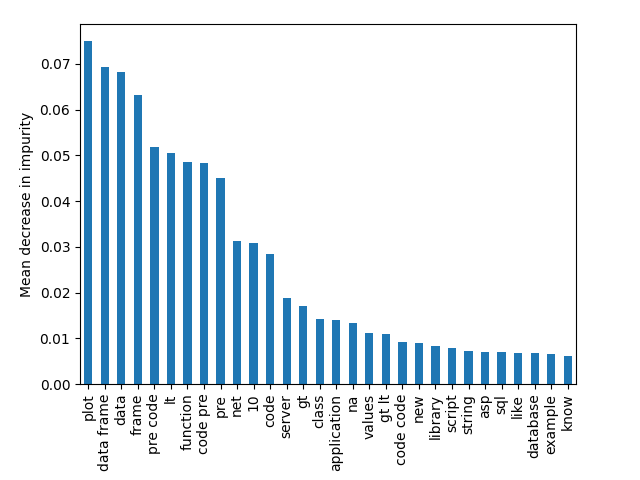 Mean decrease in impurity
0.07
0.06
0.05
0.04
0.03
0.02
0.01
0.00
plot
data frame
data
frame
pre code
lt
function
code pre
pre
net
10
code
server
gt
class
application
na
values
gt lt
code code
new
library
script
string
asp
sql
like
database
example
know